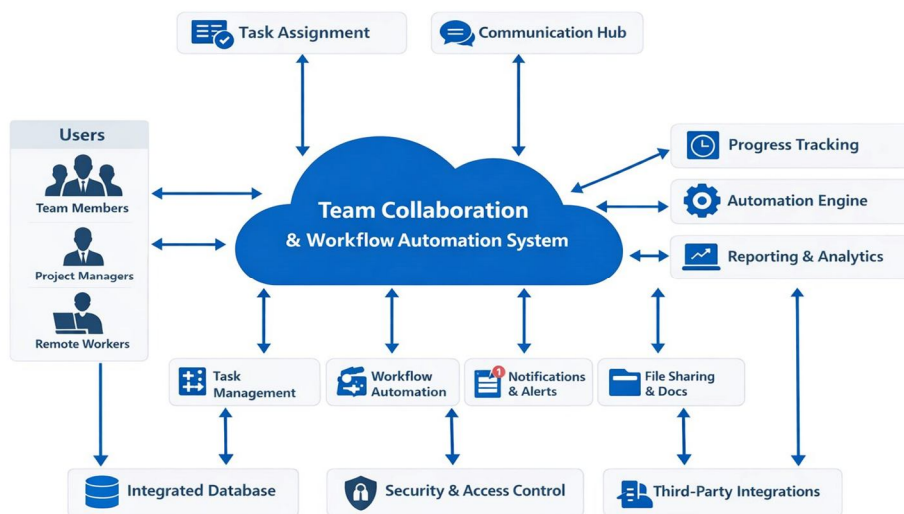 Task Assignment
Communication Hub
Users
Team Members
Project Managers
Remote Workers
Team Collaboration
& Workflow Automation System
Progress Tracking
Automation Engine
Reporting & Analytics
Task
Management
Workflow
Automation
1
Notifications
& Alerts
File Sharing
& Docs
Integrated Database
Security & Access Control
Third-Party Integrations